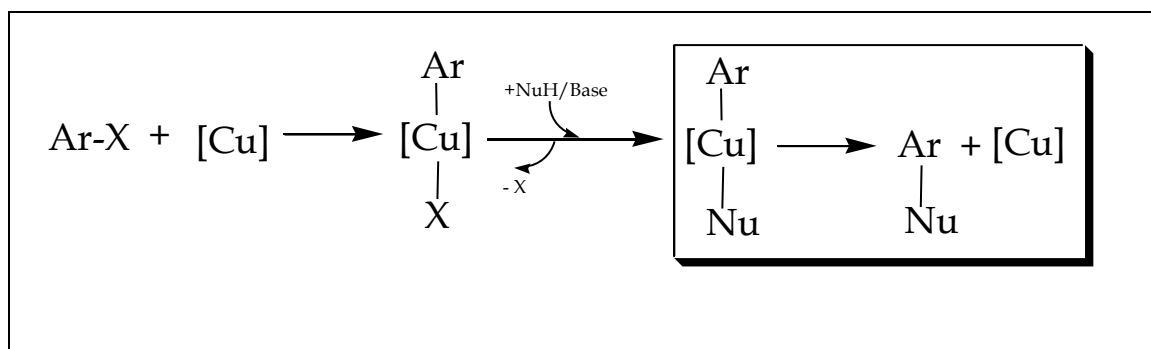 Ar-X + [Cu]
Ar
[Cu]
X
+NuH/Base
- X
Ar
[Cu]
Nu
Ar + [Cu]
Nu